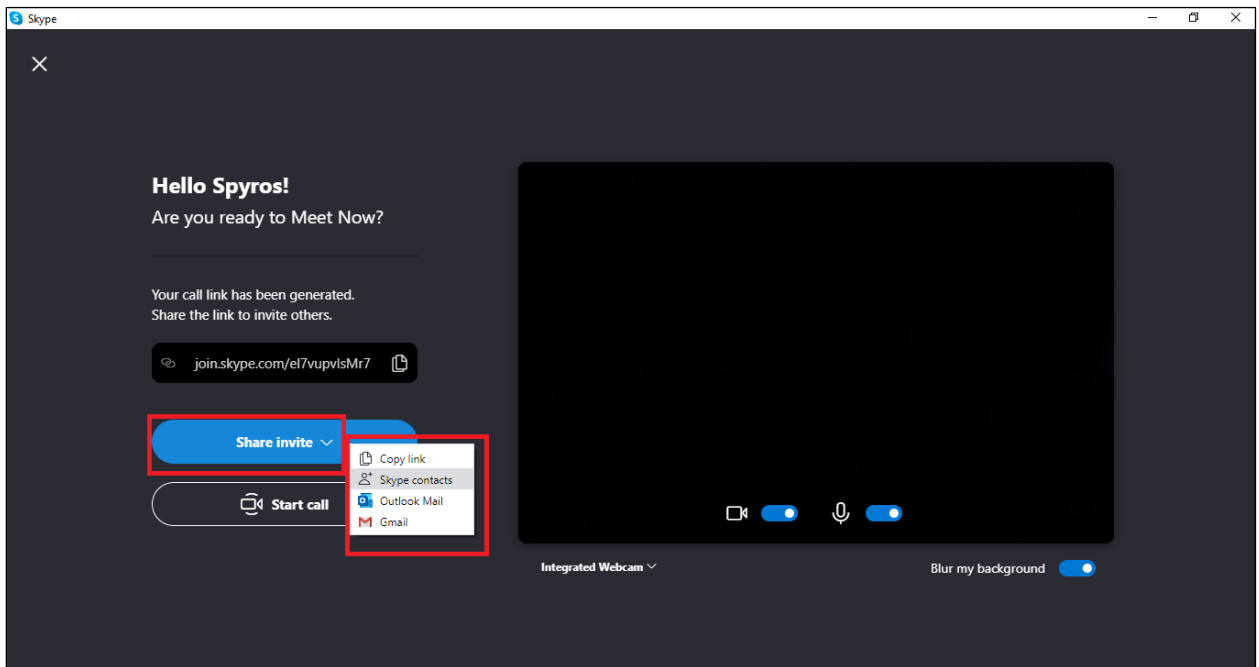 Skype
Hello Spyros!
Are you ready to Meet Now?
Your call link has been generated.
Share the link to invite others.
join.skype.com/el7vupvlsMr7
Share invite
Copy link
Skype contacts
Outlook Mail
Gmail
Start call
Integrated Webcam
Blur my background